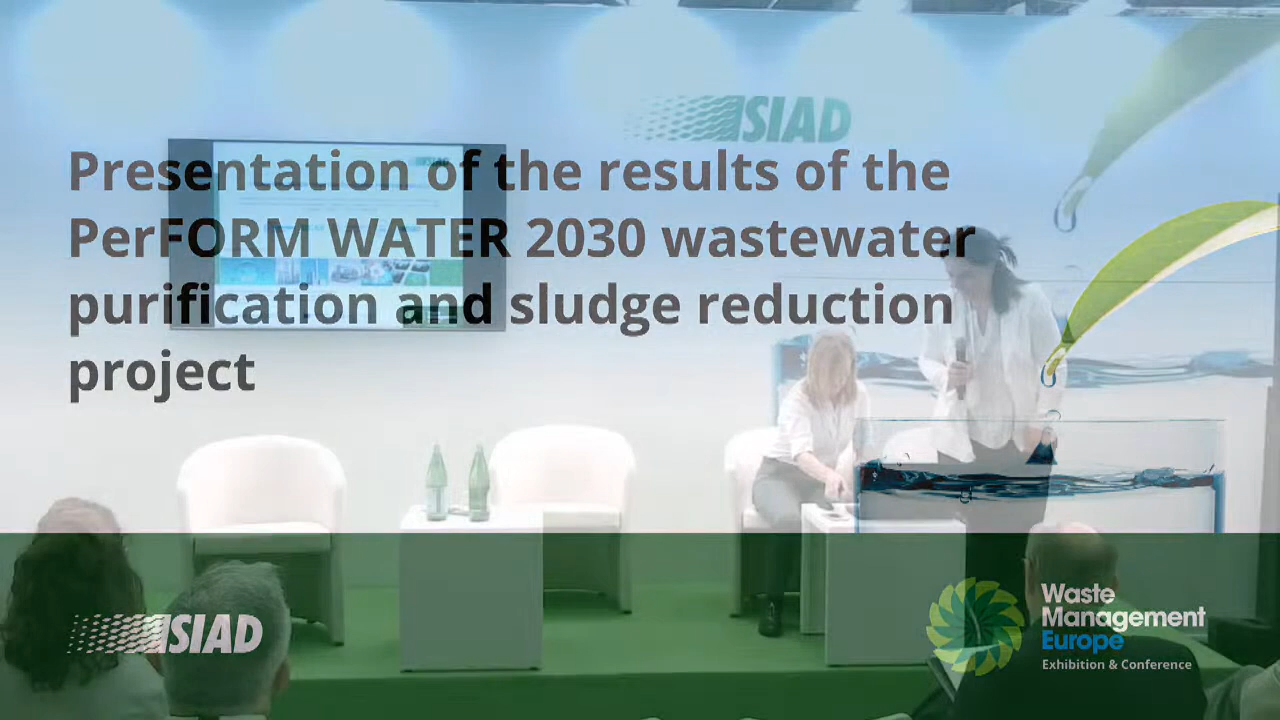 SIAD
Presentation of the results of the
PerFORM WATER 2030 wastewater
purification and sludge reduction
project
SIAD
Waste
Management
Europe
Exhibition & Conference